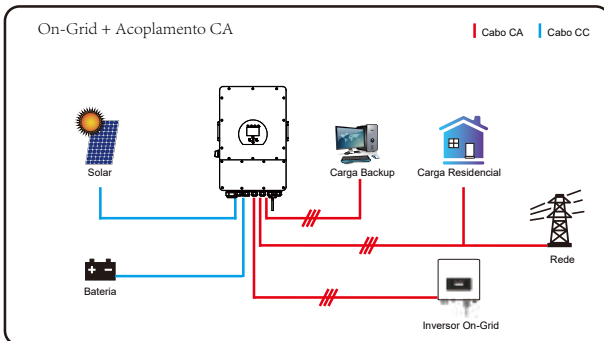 On-Grid + Acoplamento CA
Cabo CA
Cabo CC
Solar
Carga Backup
Carga Residencial
Rede
Bateria
Inversor On-Grid